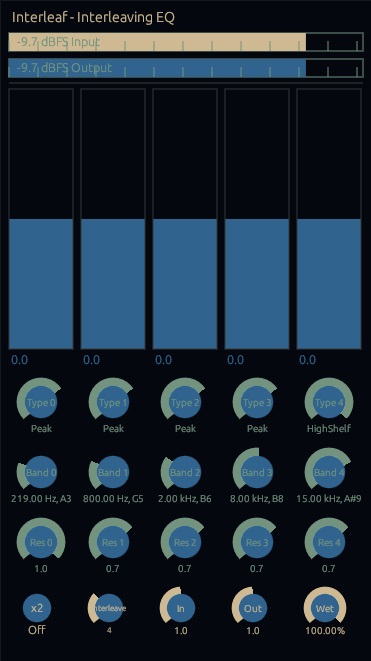 Interleaf - Interleaving EQ
-9.7 dBFS Input
-9.7 dBFS Output
0.0 0.0 0.0 0.0 0.0
Type 0 Type 1 Type 2 Type 3 Type 4
Peak Peak Peak Peak HighShelf
Band 0 Band 1 Band 2 Band 3 Band 4
219.00 Hz, A3 800.00 Hz, G5 2.00 kHz, B6 8.00 kHz, B8 15.00 kHz, A#9
Res 0 Res 1 Res 2 Res 3 Res 4
1.0 0.7 0.7 0.7 0.7
x2 Interleave In Out Wet
Off 4 1.0 1.0 100.00%